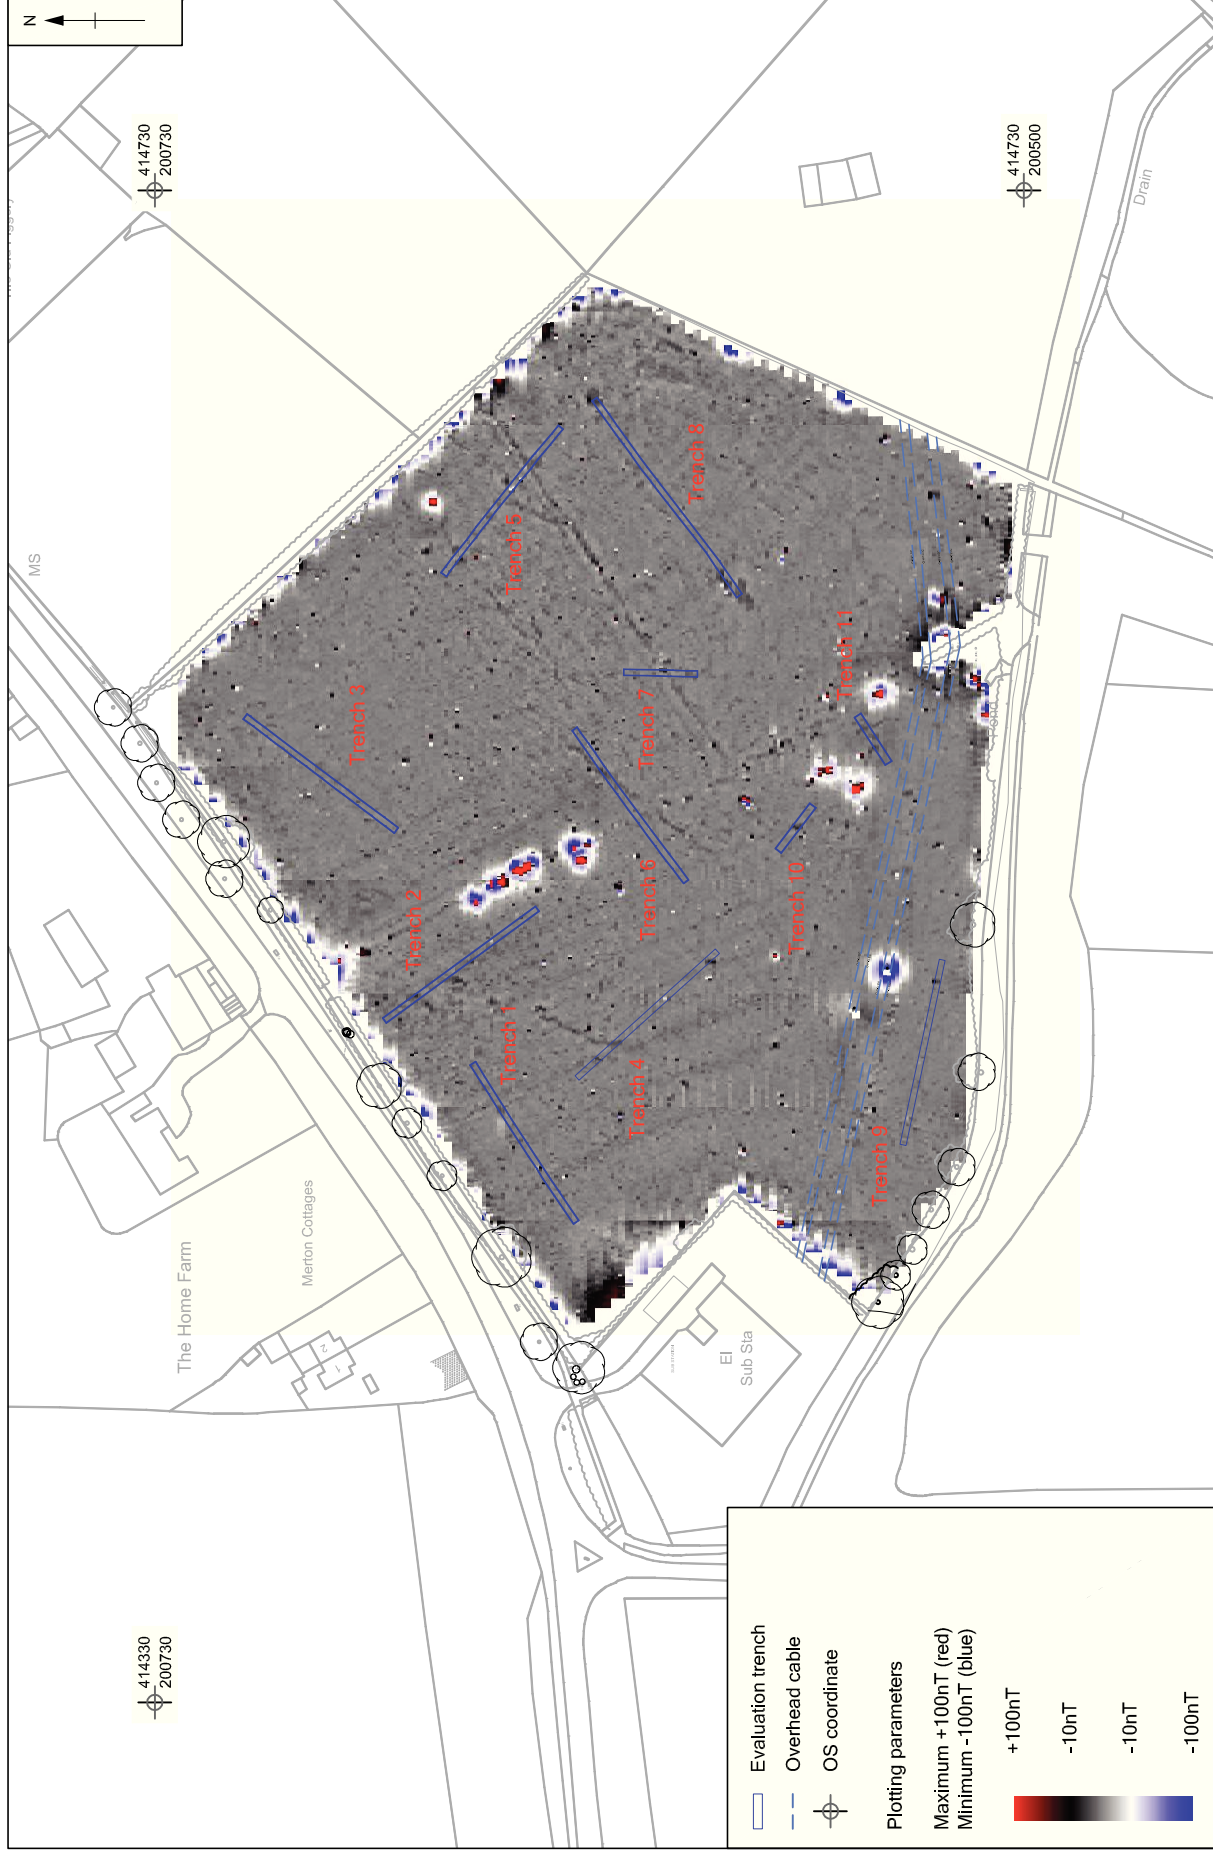 N
414730
200730
414730
200500
414330
200730
MS
The Home Farm
Merton Cottages
El
Sub Sta
Drain
Pond
Trench 1
Trench 2
Trench 3
Trench 4
Trench 5
Trench 6
Trench 7
Trench 8
Trench 9
Trench 10
Trench 11
Evaluation trench
Overhead cable
OS coordinate
Plotting parameters
Maximum +100nT (red)
Minimum -100nT (blue)
+100nT
-10nT
-10nT
-100nT